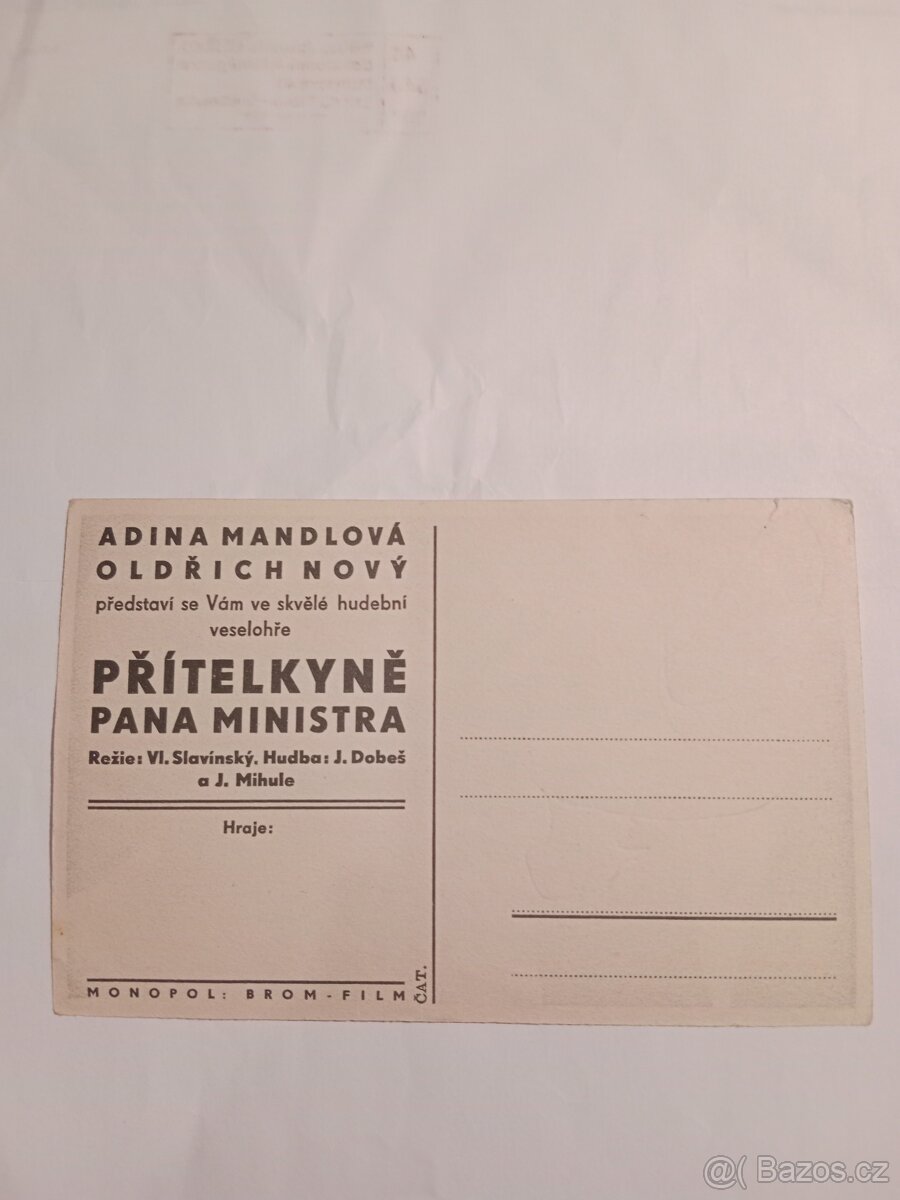 ADINA MANDLOVÁ
OLDŘICH NOVÝ
představí se Vám ve skvělé hudební
veselohře
PŘÍTELKYNĚ
PANA MINISTRA
Režie: Vl. Slavínský. Hudba: J. Dobeš
a J. Mihule
Hraje:
MONOPOL: BROM-FILM
ČAT.
@( Bazos.cz